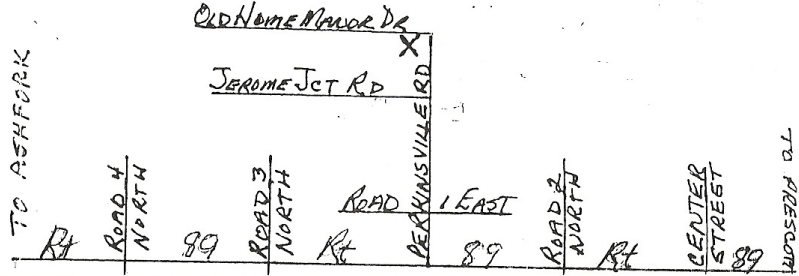 OLD HOME MANOR DR
X
JEROME JCT RD
PERKINSVILLE RD
TO ASHFORK
ROAD 4
NORTH
ROAD 3
NORTH
ROAD 1 EAST
ROAD 2
NORTH
CENTER
STREET
TO PRESCOTT
Rt 89 Rt 89 Rt 89